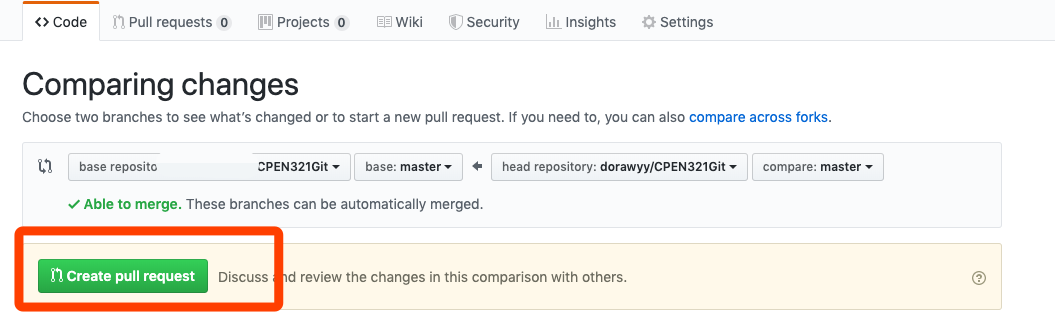 Code Pull requests 0 Projects 0 Wiki Security Insights Settings
Comparing changes
Choose two branches to see what's changed or to start a new pull request. If you need to, you can also compare across forks.
base reposito CPEN321Git base: master head repository: dorawyy/CPEN321Git compare: master
Able to merge. These branches can be automatically merged.
Create pull request Discuss and review the changes in this comparison with others.